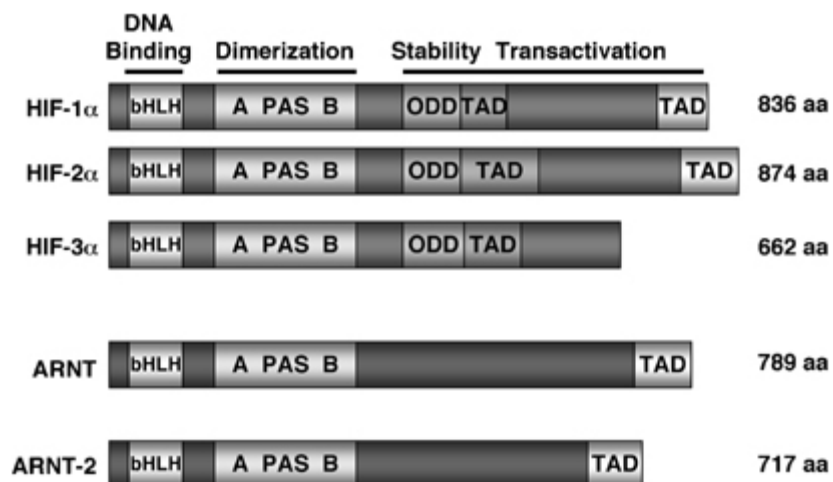 DNA
Binding Dimerization Stability Transactivation
HIF-1α bHLH A PAS B ODD TAD TAD 836 aa
HIF-2α bHLH A PAS B ODD TAD TAD 874 aa
HIF-3α bHLH A PAS B ODD TAD 662 aa
ARNT bHLH A PAS B TAD 789 aa
ARNT-2 bHLH A PAS B TAD 717 aa